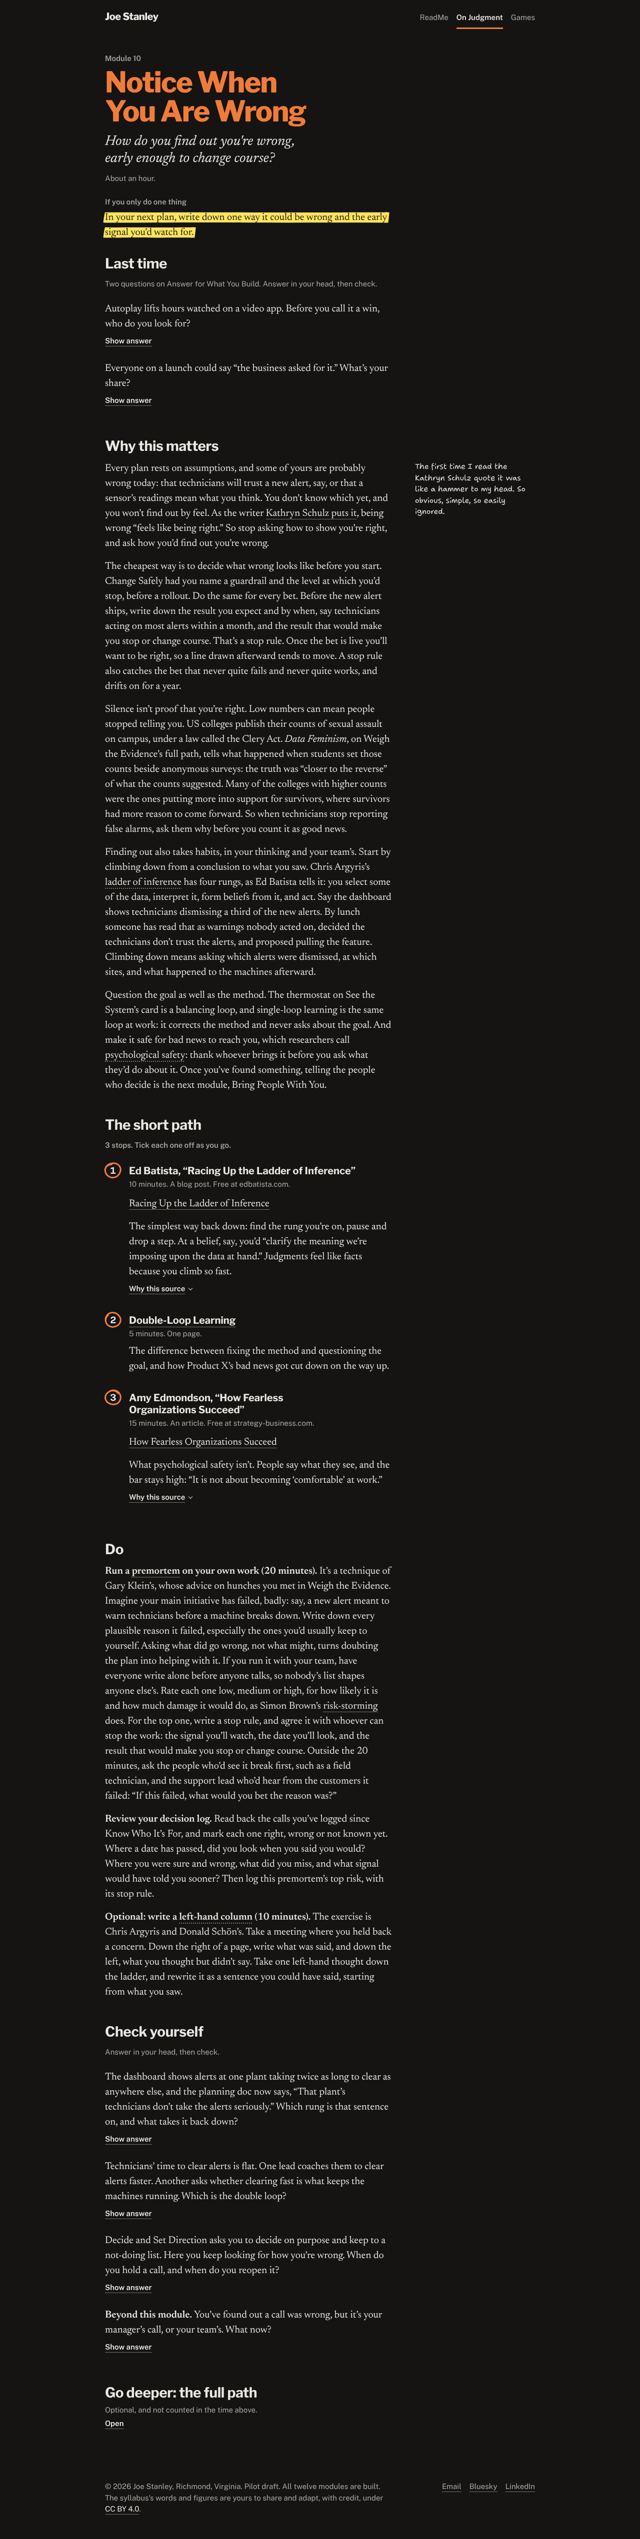 Joe Stanley
ReadMe On Judgment Games
Module 10
Notice When
You Are Wrong
How do you find out you're wrong,
early enough to change course?
About an hour.
If you only do one thing
In your next plan, write down one way it could be wrong and the early
signal you'd watch for.
Last time
Two questions on Answer for What You Build. Answer in your head, then check.
Autoplay lifts hours watched on a video app. Before you call it a win,
who do you look for?
Show answer
Everyone on a launch could say “the business asked for it.” What's your
share?
Show answer
Why this matters
Every plan rests on assumptions, and some of yours are probably
wrong today: that technicians will trust a new alert, say, or that a
sensor's readings mean what you think. You don't know which yet, and
you won't find out by feel. As the writer Kathryn Schulz puts it, being
wrong “feels like being right.” So stop asking how to show you're right,
and ask how you'd find out you're wrong.
The first time I read the
Kathryn Schulz quote it was
like a hammer to my head. So
obvious, simple, so easily
ignored.
The cheapest way is to decide what wrong looks like before you start.
Change Safely had you name a guardrail and the level at which you'd
stop, before a rollout. Do the same for every bet. Before the new alert
ships, write down the result you expect and by when, say technicians
acting on most alerts within a month, and the result that would make
you stop or change course. That's a stop rule. Once the bet is live you'll
want to be right, so a line drawn afterward tends to move. A stop rule
also catches the bet that never quite fails and never quite works, and
drifts on for a year.
Silence isn't proof that you're right. Low numbers can mean people
stopped telling you. US colleges publish their counts of sexual assault
on campus, under a law called the Clery Act. Data Feminism, on Weigh
the Evidence's full path, tells what happened when students set those
counts beside anonymous surveys: the truth was “closer to the reverse”
of what the counts suggested. Many of the colleges with higher counts
were the ones putting more into support for survivors, where survivors
had more reason to come forward. So when technicians stop reporting
false alarms, ask them why before you count it as good news.
Finding out also takes habits, in your thinking and your team's. Start by
climbing down from a conclusion to what you saw. Chris Argyris's
ladder of inference has four rungs, as Ed Batista tells it: you select some
of the data, interpret it, form beliefs from it, and act. Say the dashboard
shows technicians dismissing a third of the new alerts. By lunch
someone has read that as warnings nobody acted on, decided the
technicians don't trust the alerts, and proposed pulling the feature.
Climbing down means asking which alerts were dismissed, at which
sites, and what happened to the machines afterward.
Question the goal as well as the method. The thermostat on See the
System's card is a balancing loop, and single-loop learning is the same
loop at work: it corrects the method and never asks about the goal. And
make it safe for bad news to reach you, which researchers call
psychological safety: thank whoever brings it before you ask what
they'd do about it. Once you've found something, telling the people
who decide is the next module, Bring People With You.
The short path
3 stops. Tick each one off as you go.
1 Ed Batista, “Racing Up the Ladder of Inference”
10 minutes. A blog post. Free at edbatista.com.
Racing Up the Ladder of Inference
The simplest way back down: find the rung you're on, pause and
drop a step. At a belief, say, you'd “clarify the meaning we're
imposing upon the data at hand.” Judgments feel like facts
because you climb so fast.
Why this source
2 Double-Loop Learning
5 minutes. One page.
The difference between fixing the method and questioning the
goal, and how Product X's bad news got cut down on the way up.
3 Amy Edmondson, “How Fearless
Organizations Succeed”
15 minutes. An article. Free at strategy-business.com.
How Fearless Organizations Succeed
What psychological safety isn't. People say what they see, and the
bar stays high: “It is not about becoming ‘comfortable’ at work.”
Why this source
Do
Run a premortem on your own work (20 minutes). It's a technique of
Gary Klein's, whose advice on hunches you met in Weigh the Evidence.
Imagine your main initiative has failed, badly: say, a new alert meant to
warn technicians before a machine breaks down. Write down every
plausible reason it failed, especially the ones you'd usually keep to
yourself. Asking what did go wrong, not what might, turns doubting
the plan into helping with it. If you run it with your team, have
everyone write alone before anyone talks, so nobody's list shapes
anyone else's. Rate each one low, medium or high, for how likely it is
and how much damage it would do, as Simon Brown's risk-storming
does. For the top one, write a stop rule, and agree it with whoever can
stop the work: the signal you'll watch, the date you'll look, and the
result that would make you stop or change course. Outside the 20
minutes, ask the people who'd see it break first, such as a field
technician, and the support lead who'd hear from the customers it
failed: “If this failed, what would you bet the reason was?”
Review your decision log. Read back the calls you've logged since
Know Who It's For, and mark each one right, wrong or not known yet.
Where a date has passed, did you look when you said you would?
Where you were sure and wrong, what did you miss, and what signal
would have told you sooner? Then log this premortem's top risk, with
its stop rule.
Optional: write a left-hand column (10 minutes). The exercise is
Chris Argyris and Donald Schön's. Take a meeting where you held back
a concern. Down the right of a page, write what was said, and down the
left, what you thought but didn't say. Take one left-hand thought down
the ladder, and rewrite it as a sentence you could have said, starting
from what you saw.
Check yourself
Answer in your head, then check.
The dashboard shows alerts at one plant taking twice as long to clear as
anywhere else, and the planning doc now says, “That plant's
technicians don't take the alerts seriously.” Which rung is that sentence
on, and what takes it back down?
Show answer
Technicians' time to clear alerts is flat. One lead coaches them to clear
alerts faster. Another asks whether clearing fast is what keeps the
machines running. Which is the double loop?
Show answer
Decide and Set Direction asks you to decide on purpose and keep to a
not-doing list. Here you keep looking for how you're wrong. When do
you hold a call, and when do you reopen it?
Show answer
Beyond this module. You've found out a call was wrong, but it's your
manager's call, or your team's. What now?
Show answer
Go deeper: the full path
Optional, and not counted in the time above.
Open
© 2026 Joe Stanley, Richmond, Virginia. Pilot draft. All twelve modules are built.
The syllabus's words and figures are yours to share and adapt, with credit, under
CC BY 4.0.
Email Bluesky LinkedIn